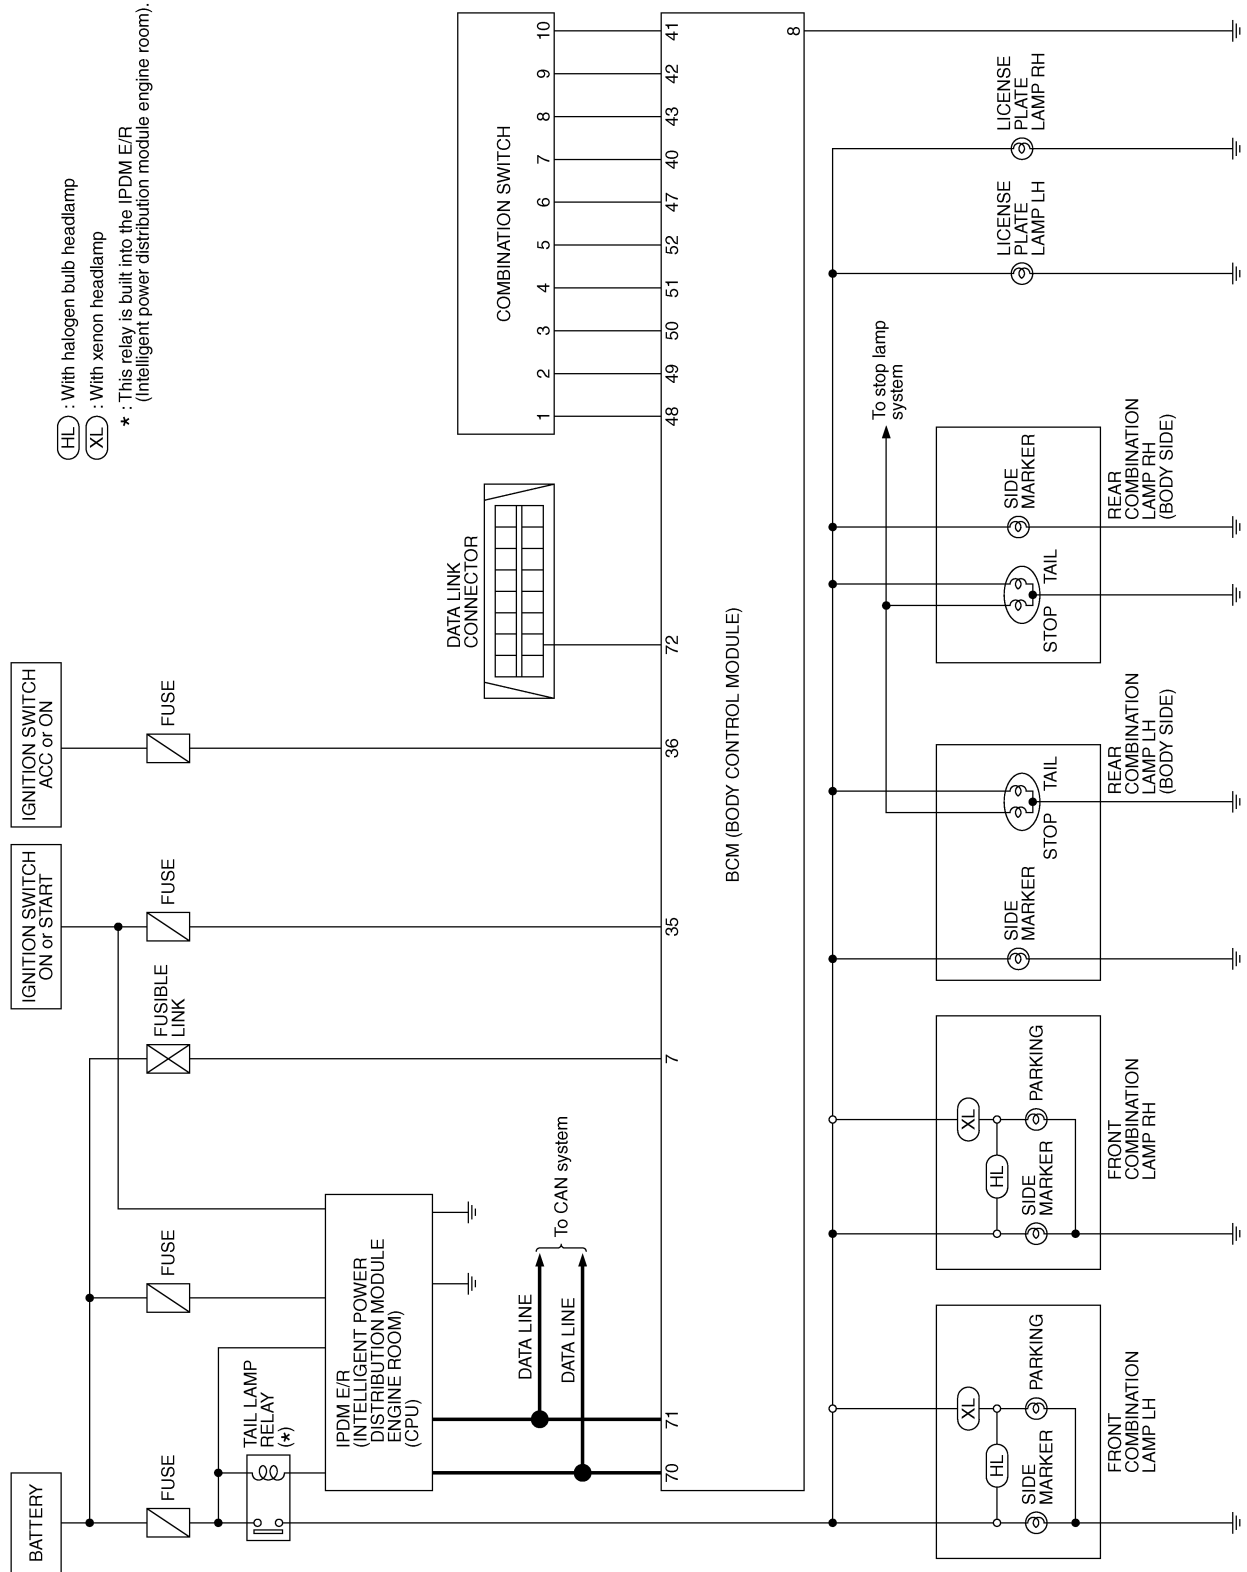 BATTERY
IGNITION SWITCH
ON or START
IGNITION SWITCH
ACC or ON
HL : With halogen bulb headlamp
XL : With xenon headlamp
* : This relay is built into the IPDM E/R
(Intelligent power distribution module engine room).
FUSE
FUSE
FUSIBLE
LINK
FUSE
FUSE
TAIL LAMP
RELAY
(*)
IPDM E/R
(INTELLIGENT POWER
DISTRIBUTION MODULE
ENGINE ROOM)
(CPU)
DATA LINE
DATA LINE
To CAN system
DATA LINK
CONNECTOR
COMBINATION SWITCH
1
2
3
4
5
6
7
8
9
10
70
71
7
35
36
72
48
49
50
51
52
47
40
43
42
41
BCM (BODY CONTROL MODULE)
8
To stop lamp
system
XL
HL
SIDE
MARKER
PARKING
FRONT
COMBINATION
LAMP LH
XL
HL
SIDE
MARKER
PARKING
FRONT
COMBINATION
LAMP RH
SIDE
MARKER
STOP
TAIL
REAR
COMBINATION
LAMP LH
(BODY SIDE)
STOP
TAIL
SIDE
MARKER
REAR
COMBINATION
LAMP RH
(BODY SIDE)
LICENSE
PLATE
LAMP LH
LICENSE
PLATE
LAMP RH